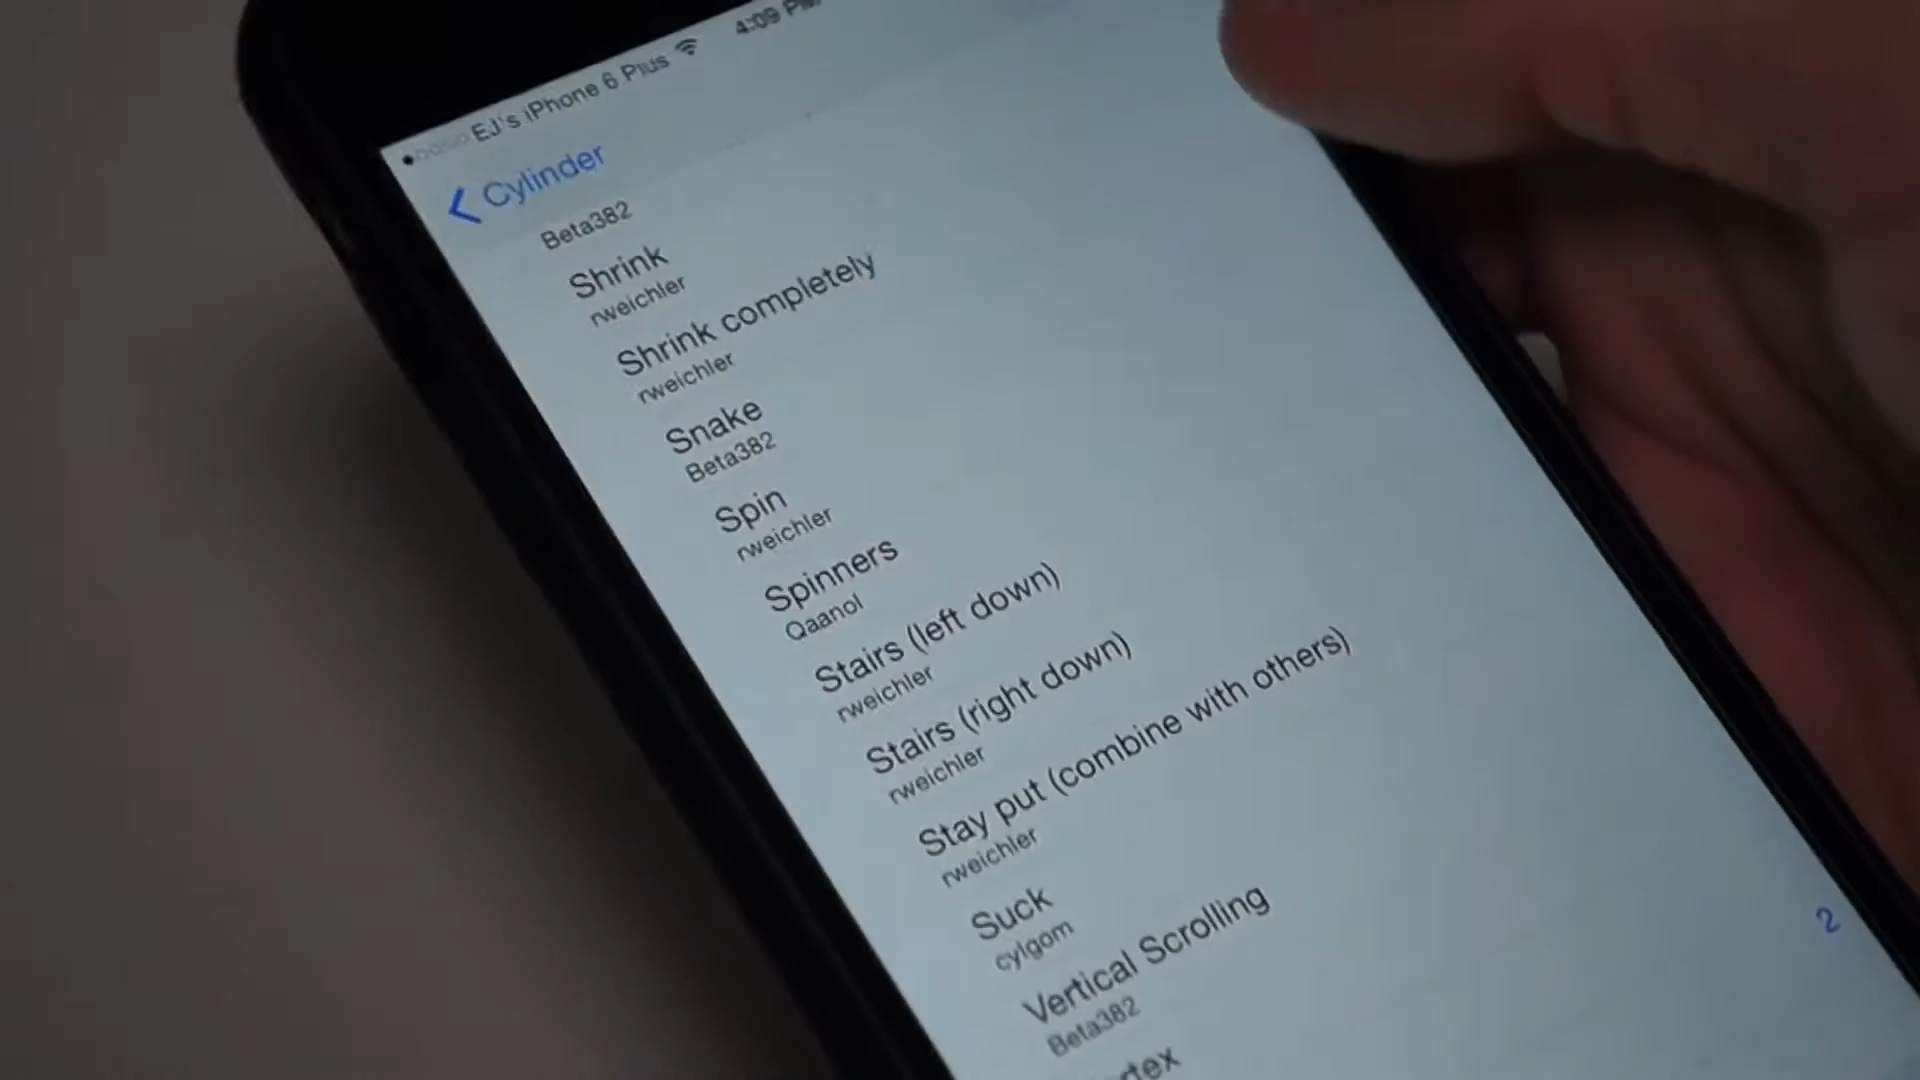 EJ's iPhone 6 Plus 4:09 PM
Cylinder
Beta382
Shrink
rweichler
Shrink completely
rweichler
Snake
Beta382
Spin
rweichler
Spinners
Qaanol
Stairs (left down)
rweichler
Stairs (right down)
rweichler
Stay put (combine with others)
rweichler
Suck
cylgom
Vertical Scrolling
2
Beta382